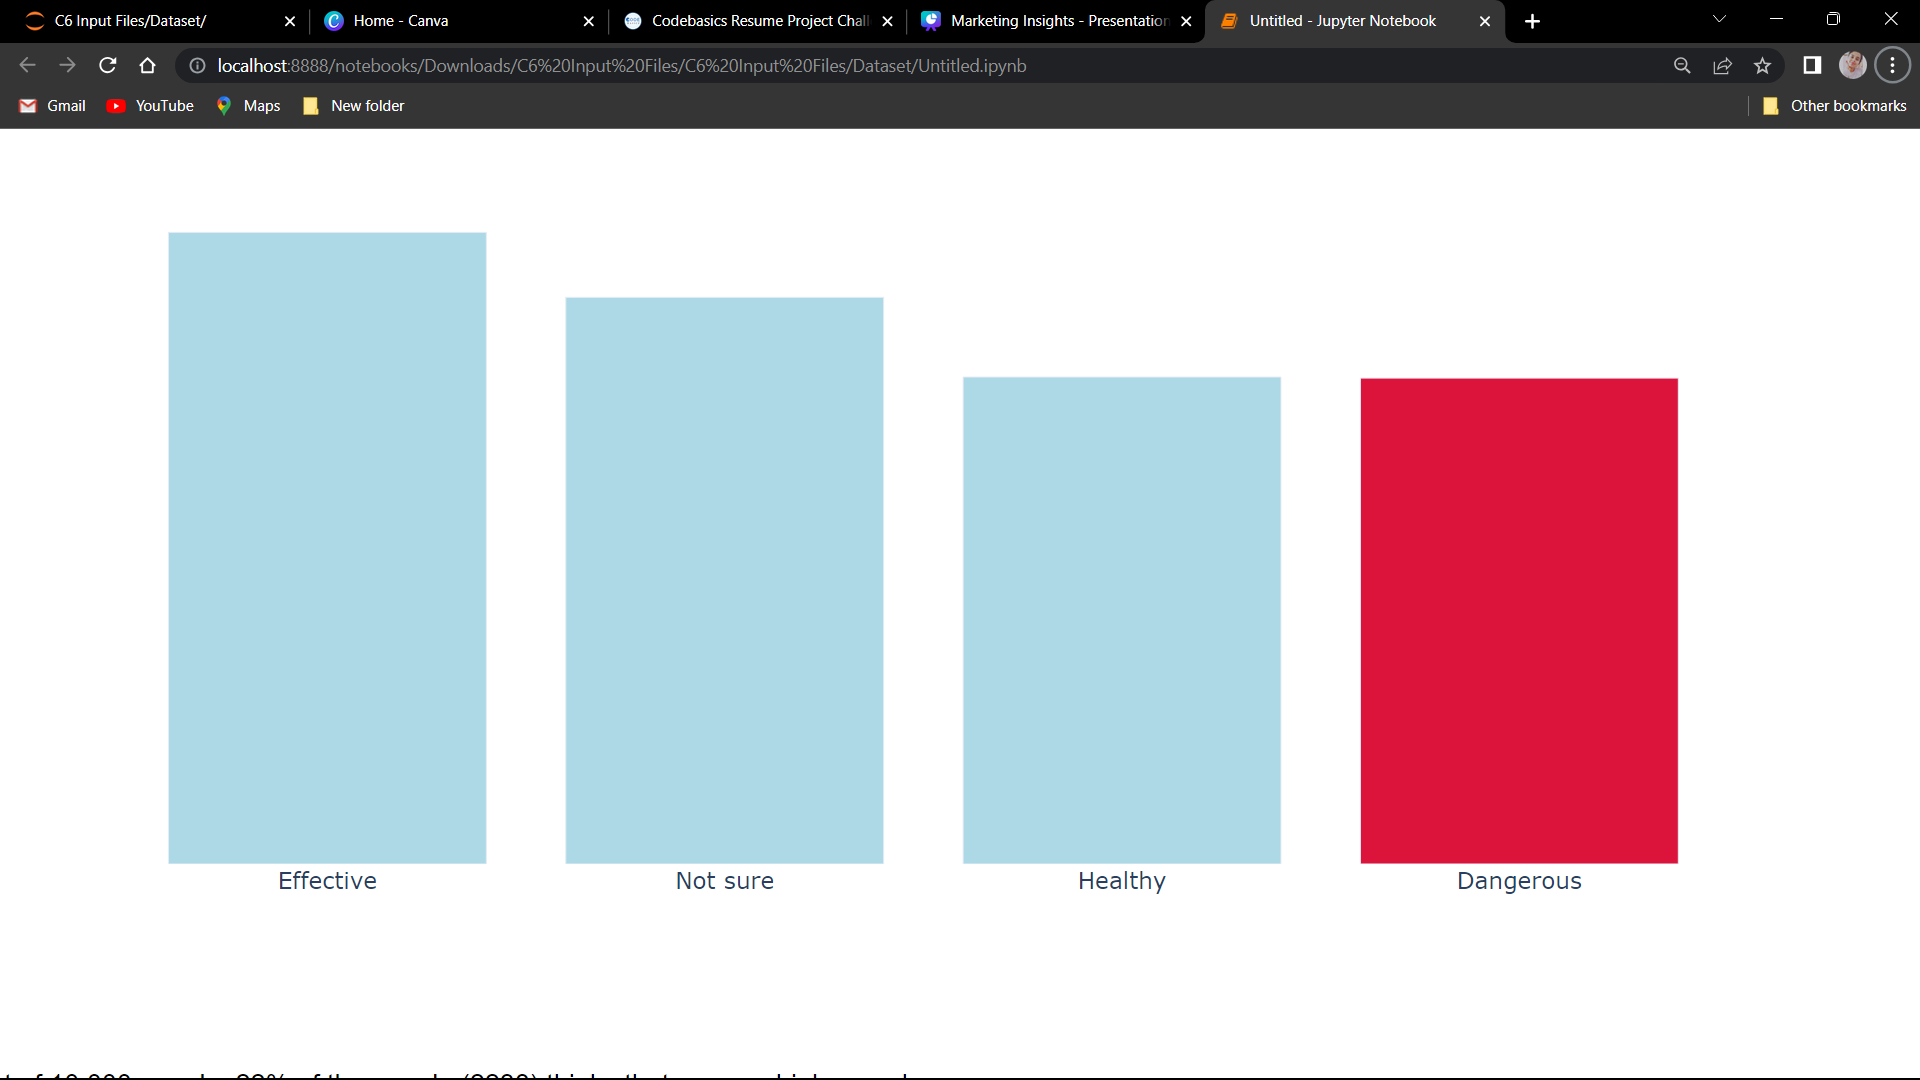 C6 Input Files/Dataset/
Home - Canva
Codebasics Resume Project Chall
Marketing Insights - Presentation
Untitled - Jupyter Notebook
localhost:8888/notebooks/Downloads/C6%20Input%20Files/C6%20Input%20Files/Dataset/Untitled.ipynb
Gmail
YouTube
Maps
New folder
Other bookmarks
Effective
Not sure
Healthy
Dangerous